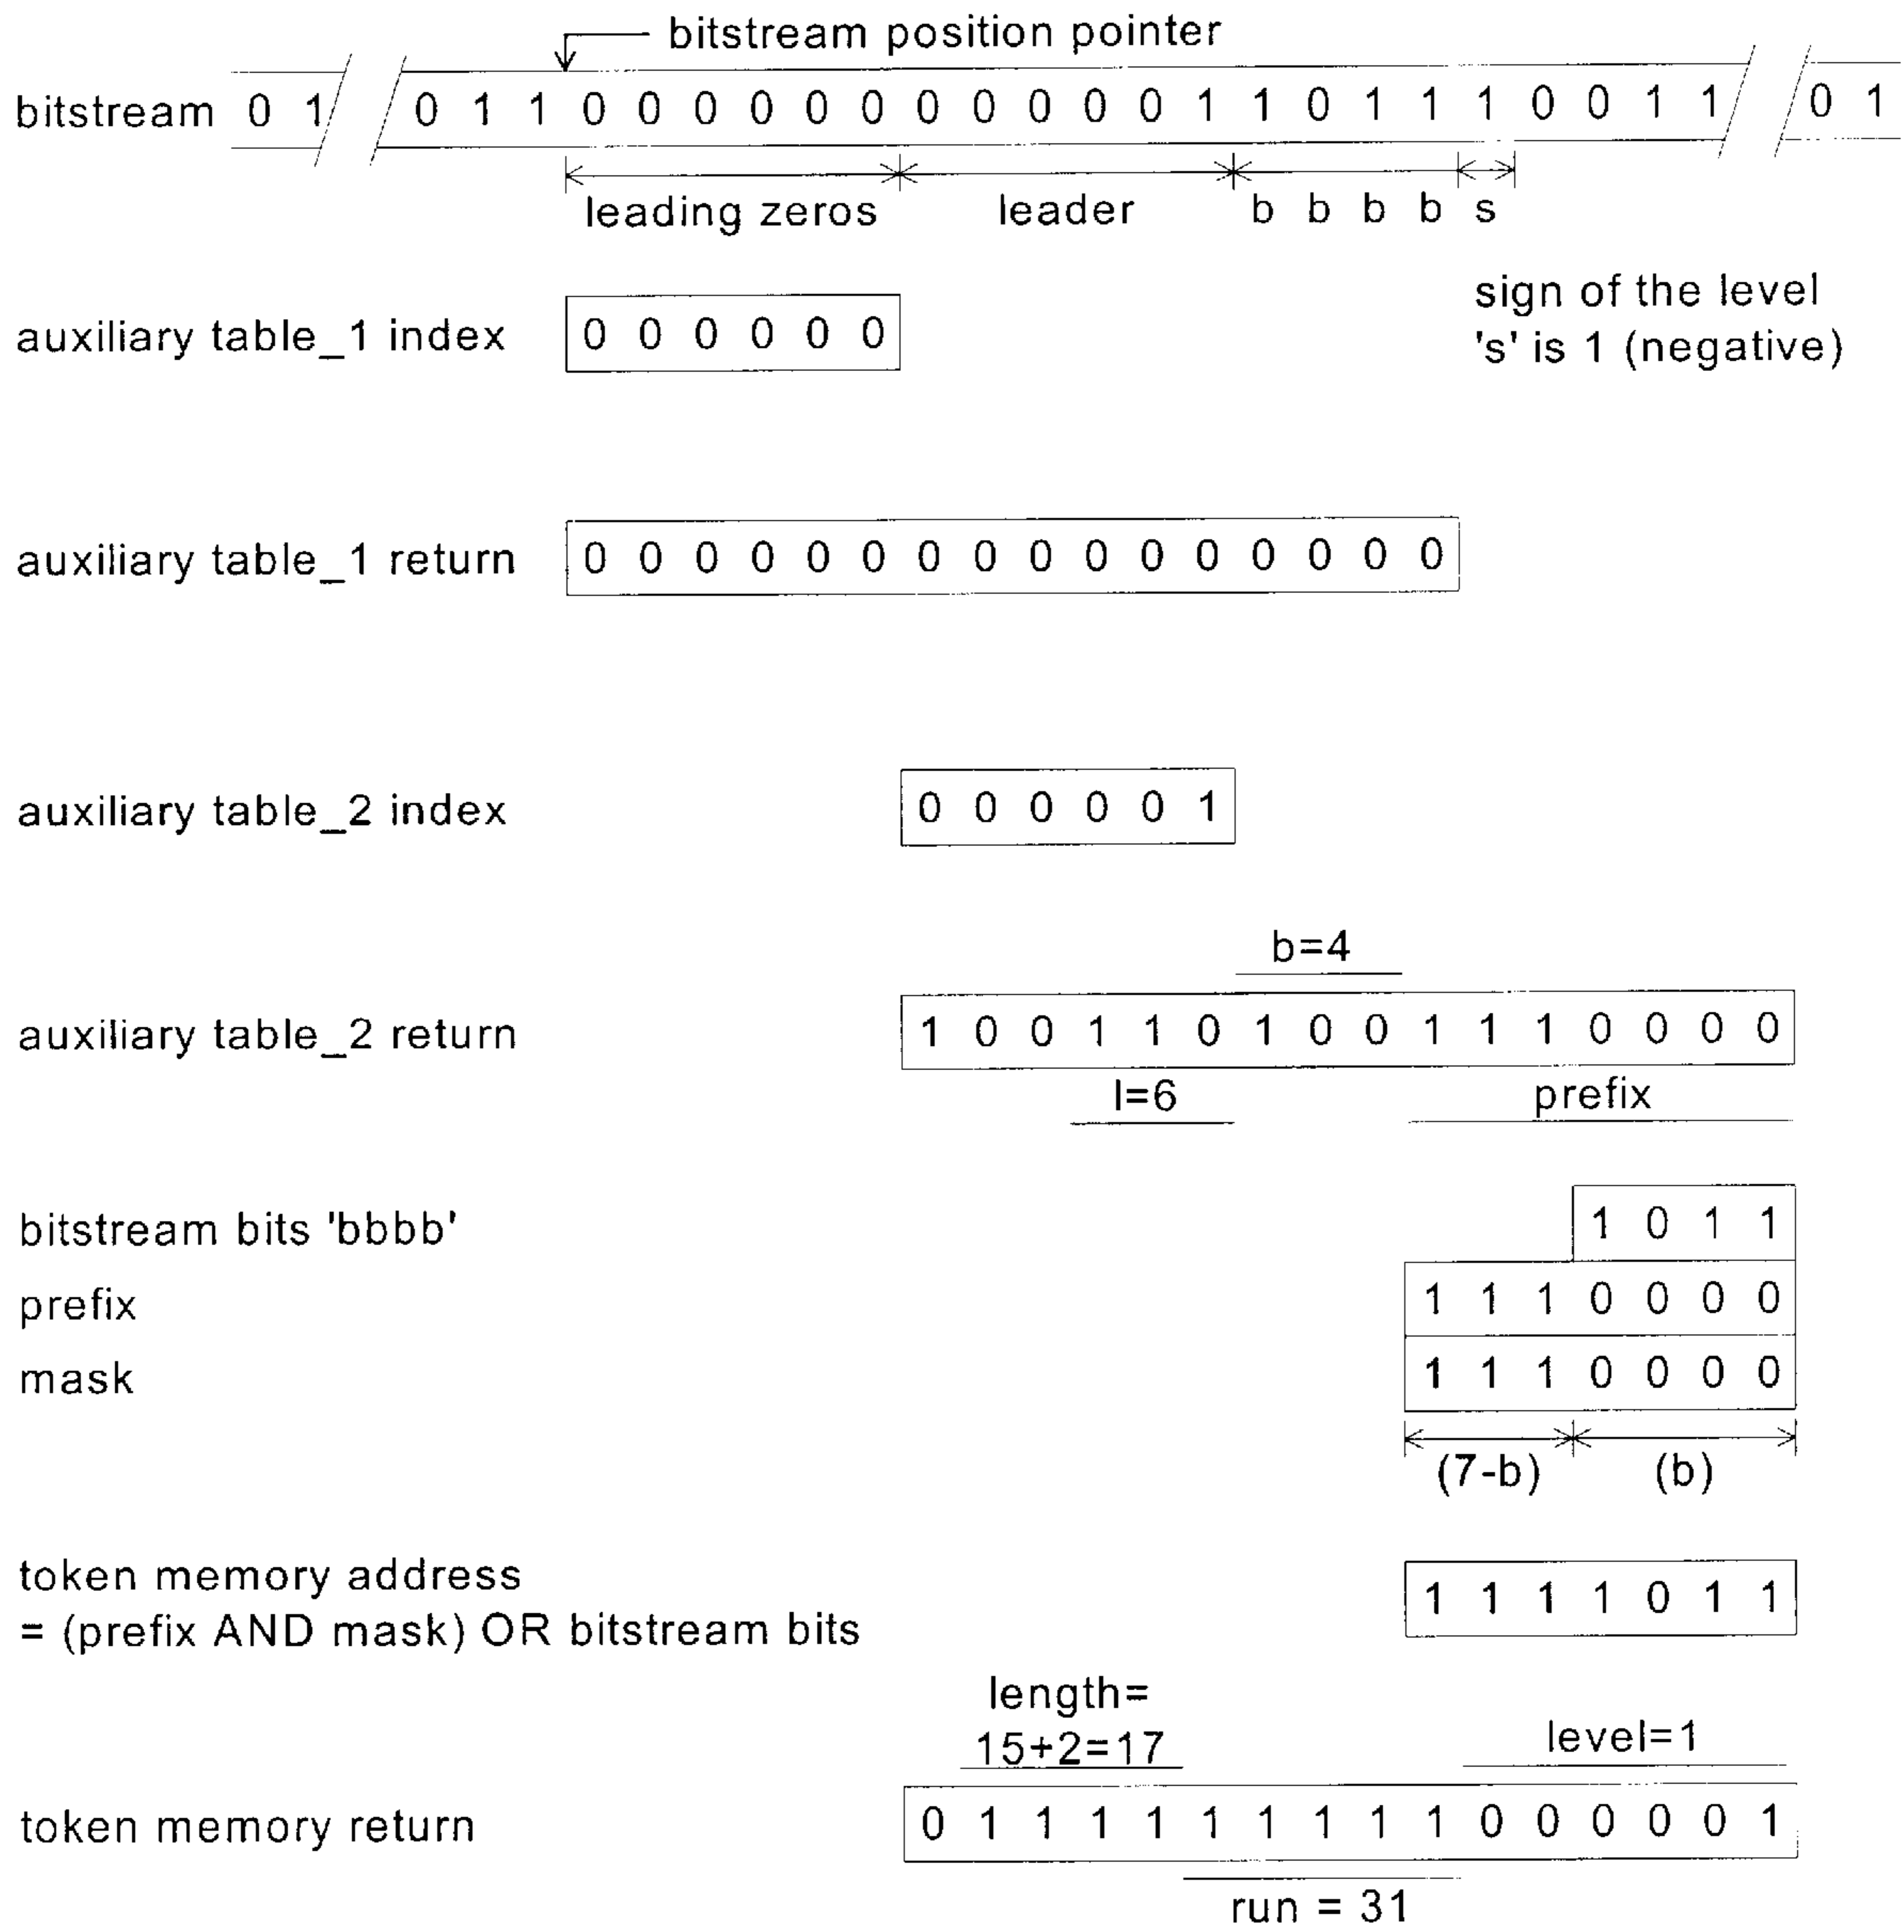 bitstream position pointer
bitstream 0 1 0 1 1 0 0 0 0 0 0 0 0 0 0 0 1 1 0 1 1 1 0 0 1 1 0 1
leading zeros leader b b b b s
sign of the level
's' is 1 (negative)
auxiliary table_1 index 0 0 0 0 0 0
auxiliary table_1 return 0 0 0 0 0 0 0 0 0 0 0 0 0 0 0 0
auxiliary table_2 index 0 0 0 0 0 1
b=4
auxiliary table_2 return 1 0 0 1 1 0 1 0 0 1 1 1 0 0 0 0
l=6 prefix
bitstream bits 'bbbb' 1 0 1 1
prefix 1 1 1 0 0 0 0
mask 1 1 1 0 0 0 0
(7-b) (b)
token memory address
= (prefix AND mask) OR bitstream bits 1 1 1 1 0 1 1
length=
15+2=17 level=1
token memory return 0 1 1 1 1 1 1 1 1 1 0 0 0 0 0 1
run = 31